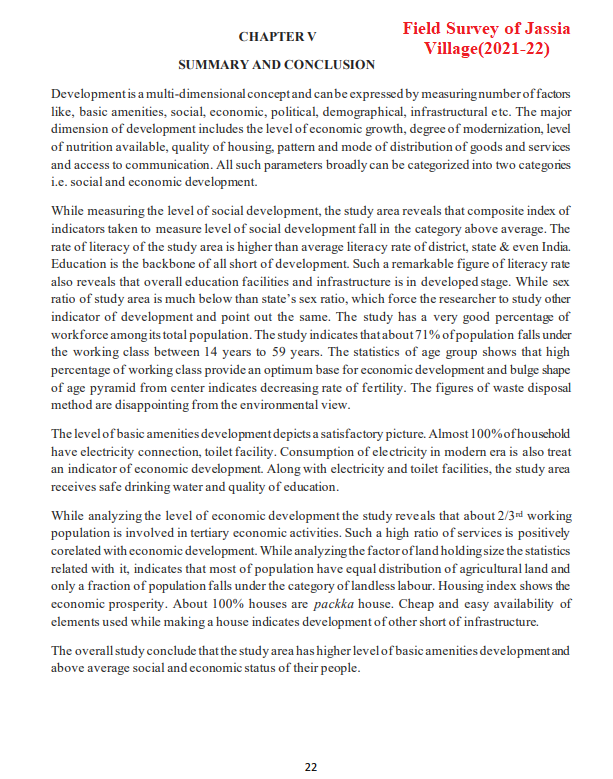 CHAPTER V
Field Survey of Jassia
Village(2021-22)
SUMMARY AND CONCLUSION
Development is a multi-dimensional concept and can be expressed by measuring number of factors
like, basic amenities, social, economic, political, demographical, infrastructural etc. The major
dimension of development includes the level of economic growth, degree of modernization, level
of nutrition available, quality of housing, pattern and mode of distribution of goods and services
and access to communication. All such parameters broadly can be categorized into two categories
i.e. social and economic development.
While measuring the level of social development, the study area reveals that composite index of
indicators taken to measure level of social development fall in the category above average. The
rate of literacy of the study area is higher than average literacy rate of district, state & even India.
Education is the backbone of all short of development. Such a remarkable figure of literacy rate
also reveals that overall education facilities and infrastructure is in developed stage. While sex
ratio of study area is much below than state's sex ratio, which force the researcher to study other
indicator of development and point out the same. The study has a very good percentage of
workforce among its total population. The study indicates that about 71% of population falls under
the working class between 14 years to 59 years. The statistics of age group shows that high
percentage of working class provide an optimum base for economic development and bulge shape
of age pyramid from center indicates decreasing rate of fertility. The figures of waste disposal
method are disappointing from the environmental view.
The level of basic amenities development depicts a satisfactory picture. Almost 100% of household
have electricity connection, toilet facility. Consumption of electricity in modern era is also treat
an indicator of economic development. Along with electricity and toilet facilities, the study area
receives safe drinking water and quality of education.
While analyzing the level of economic development the study reveals that about 2/3rd working
population is involved in tertiary economic activities. Such a high ratio of services is positively
corelated with economic development. While analyzing the factor of land holding size the statistics
related with it, indicates that most of population have equal distribution of agricultural land and
only a fraction of population falls under the category of landless labour. Housing index shows the
economic prosperity. About 100% houses are packka house. Cheap and easy availability of
elements used while making a house indicates development of other short of infrastructure.
The overall study conclude that the study area has higher level of basic amenities development and
above average social and economic status of their people.
22